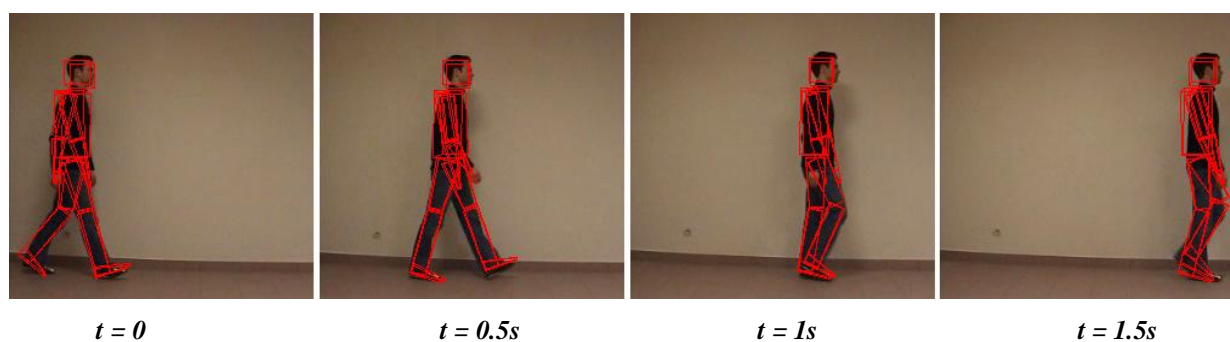 t = 0 t = 0.5s t = 1s t = 1.5s